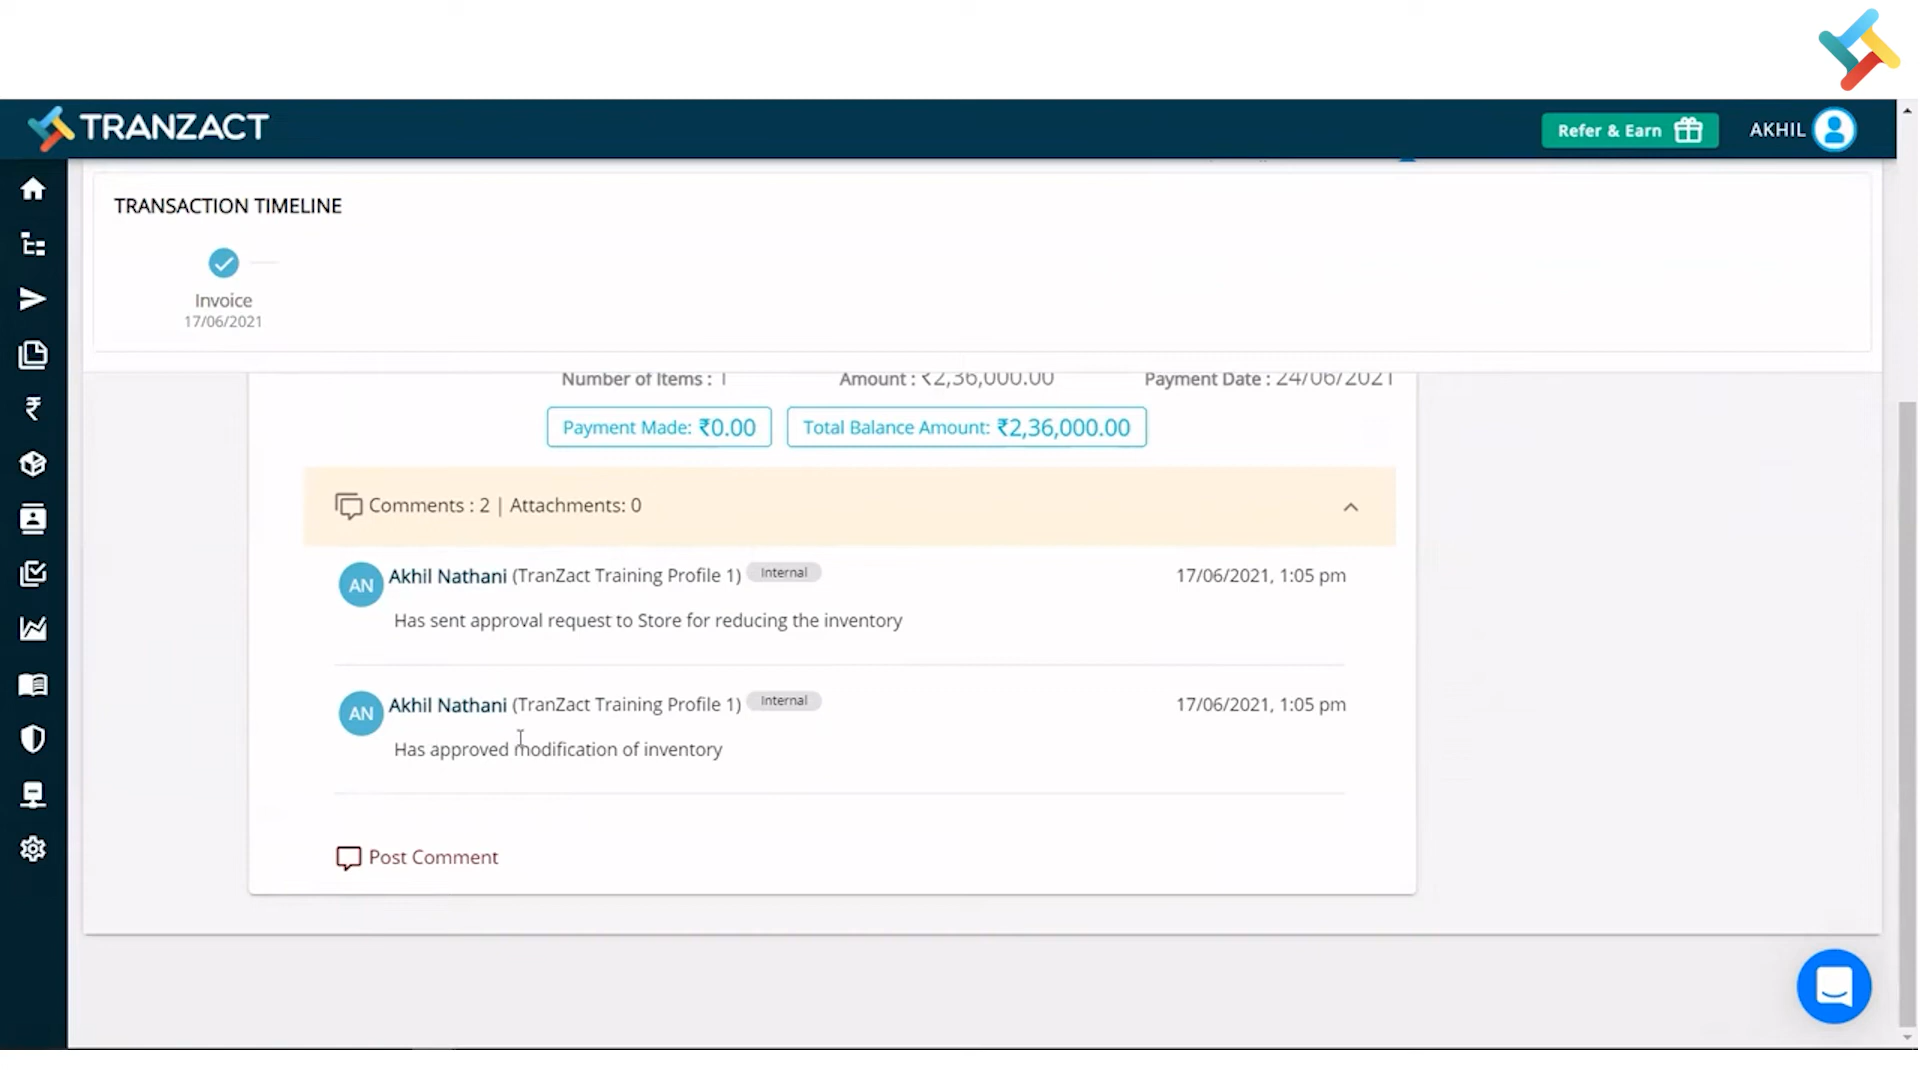 TRANZACT
Refer & Earn
AKHIL
TRANSACTION TIMELINE
Invoice
17/06/2021
Number of Items : 1 Amount : ₹2,36,000.00 Payment Date : 24/06/2021
Payment Made: ₹0.00 Total Balance Amount: ₹2,36,000.00
Comments : 2 | Attachments: 0
AN Akhil Nathani (TranZact Training Profile 1) Internal 17/06/2021, 1:05 pm
Has sent approval request to Store for reducing the inventory
AN Akhil Nathani (TranZact Training Profile 1) Internal 17/06/2021, 1:05 pm
Has approved modification of inventory
Post Comment